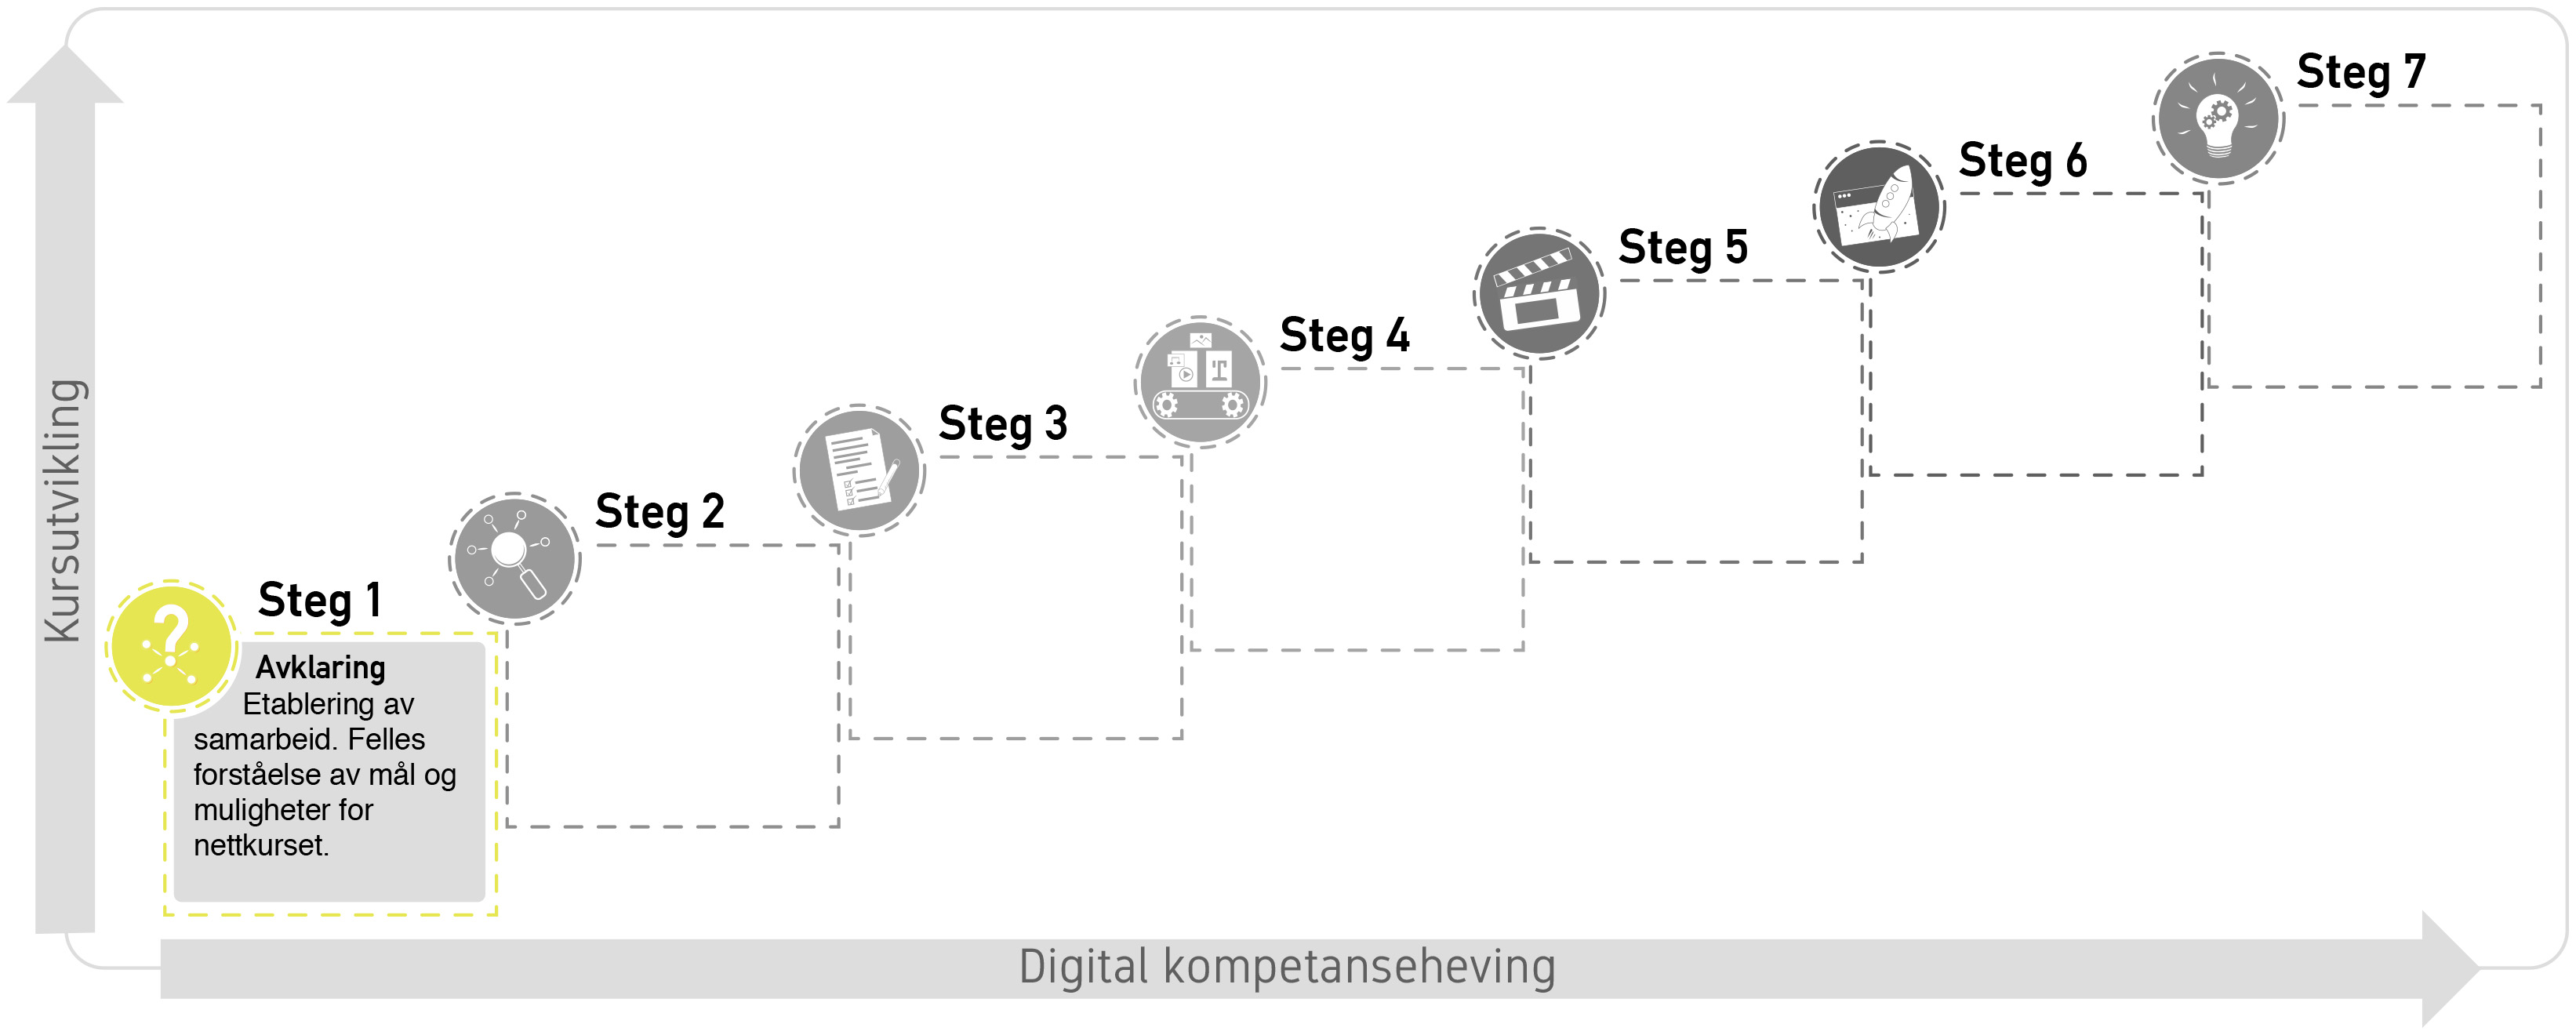 Steg 7
Steg 6
Steg 5
Steg 4
Steg 3
Steg 2
Steg 1
Avklaring
Etablering av
samarbeid. Felles
forståelse av mål og
muligheter for
nettkurset.
Kursutvikling
Digital kompetanseheving